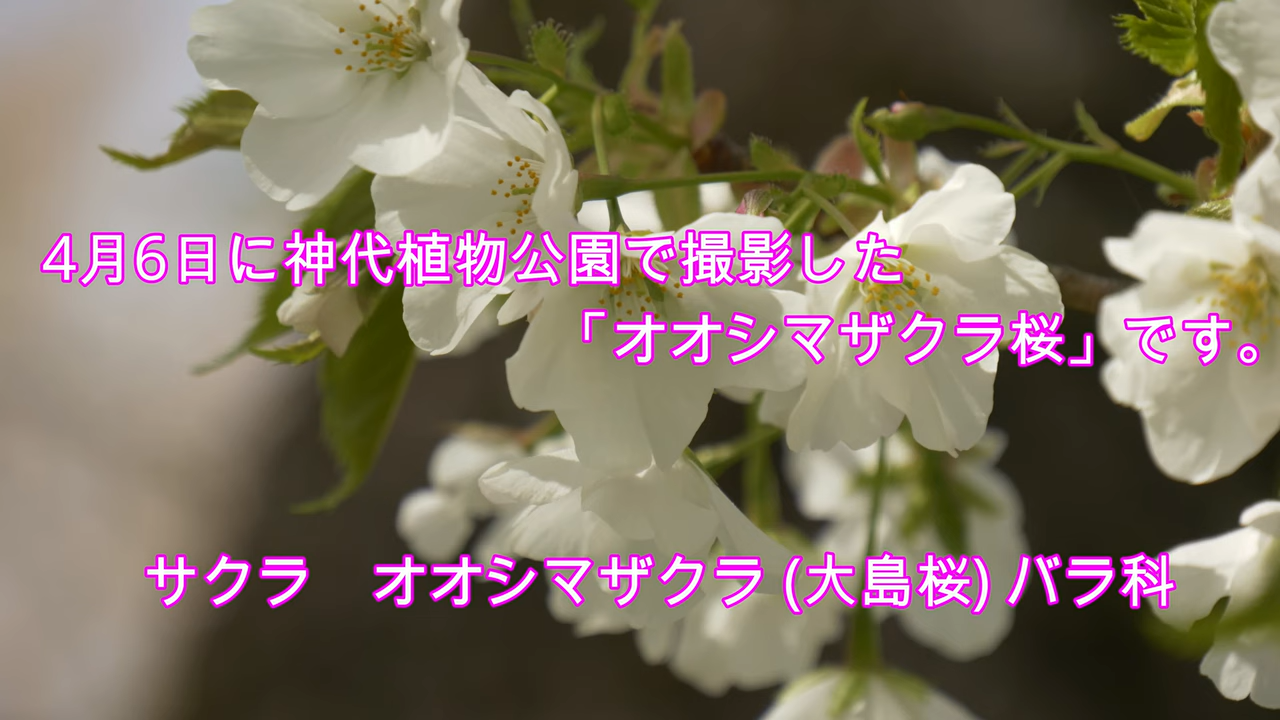 4月6日に神代植物公園で撮影した
「オオシマザクラ桜」です。
サクラ　オオシマザクラ (大島桜) バラ科